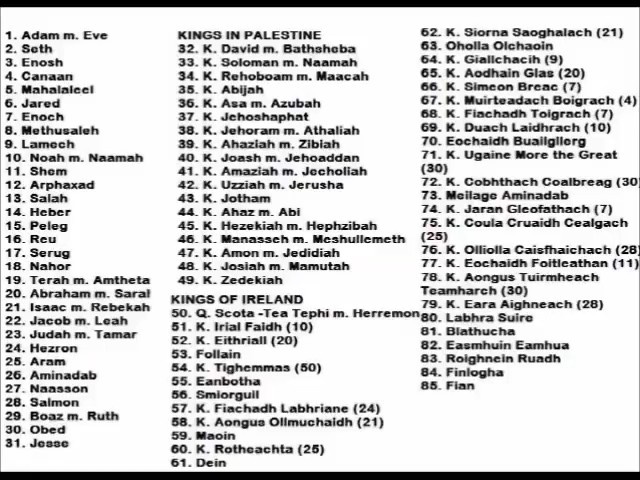 1. Adam m. Eve
2. Seth
3. Enosh
4. Canaan
5. Mahalaleel
6. Jared
7. Enoch
8. Methusaleh
9. Lamech
10. Noah m. Naamah
11. Shem
12. Arphaxad
13. Salah
14. Heber
15. Peleg
16. Reu
17. Serug
18. Nahor
19. Terah m. Amtheta
20. Abraham m. SaraI
21. Isaac m. Rebekah
22. Jacob m. Leah
23. Judah m. Tamar
24. Hezron
25. Aram
26. Aminadab
27. Naasson
28. Salmon
29. Boaz m. Ruth
30. Obed
31. Jesse
KINGS IN PALESTINE
32. K. David m. Bathsheba
33. K. Soloman m. Naamah
34. K. Rehoboam m. Maacah
35. K. Abijah
36. K. Asa m. Azubah
37. K. Jehoshaphat
38. K. Jehoram m. Athaliah
39. K. Ahaziah m. Zibiah
40. K. Joash m. Jehoaddan
41. K. Amaziah m. Jecholiah
42. K. Uzziah m. Jerusha
43. K. Jotham
44. K. Ahaz m. Abi
45. K. Hezekiah m. Hephzibah
46. K. Manasseh m. Meshullemeth
47. K. Amon m. Jedidiah
48. K. Josiah m. Mamutah
49. K. Zedekiah
KINGS OF IRELAND
50. Q. Scota -Tea Tephi m. Herremon
51. K. Irial Faidh (10)
52. K. Eithriall (20)
53. Follain
54. K. Tighemmas (50)
55. Eanbotha
56. Smiorguil
57. K. Fiachadh Labhriane (24)
58. K. Aongus Ollmuchaidh (21)
59. Maoin
60. K. Rotheachta (25)
61. Dein
62. K. Siorna Saoghalach (21)
63. Oholla Olchaoin
64. K. Giallchacih (9)
65. K. Aodhain Glas (20)
66. K. Simeon Breac (7)
67. K. Muirteadach Boigrach (4)
68. K. Fiachadh Toigrach (7)
69. K. Duach Laidhrach (10)
70. Eochaidh Buailgllerg
71. K. Ugaine More the Great
(30)
72. K. Cobhthach Coalbreag (30)
73. Meilage Aminadab
74. K. Jaran Gleofathach (7)
75. K. Coula Cruaidh Cealgach
(25)
76. K. Olliolla Caisfhaichach (28)
77. K. Eochaidh Foitleathan (11)
78. K. Aongus Tuirmheach
Teamharch (30)
79. K. Eara Aighneach (28)
80. Labhra Suire
81. Blathucha
82. Easmhuin Eamhua
83. Roighnein Ruadh
84. Finlogha
85. Fian